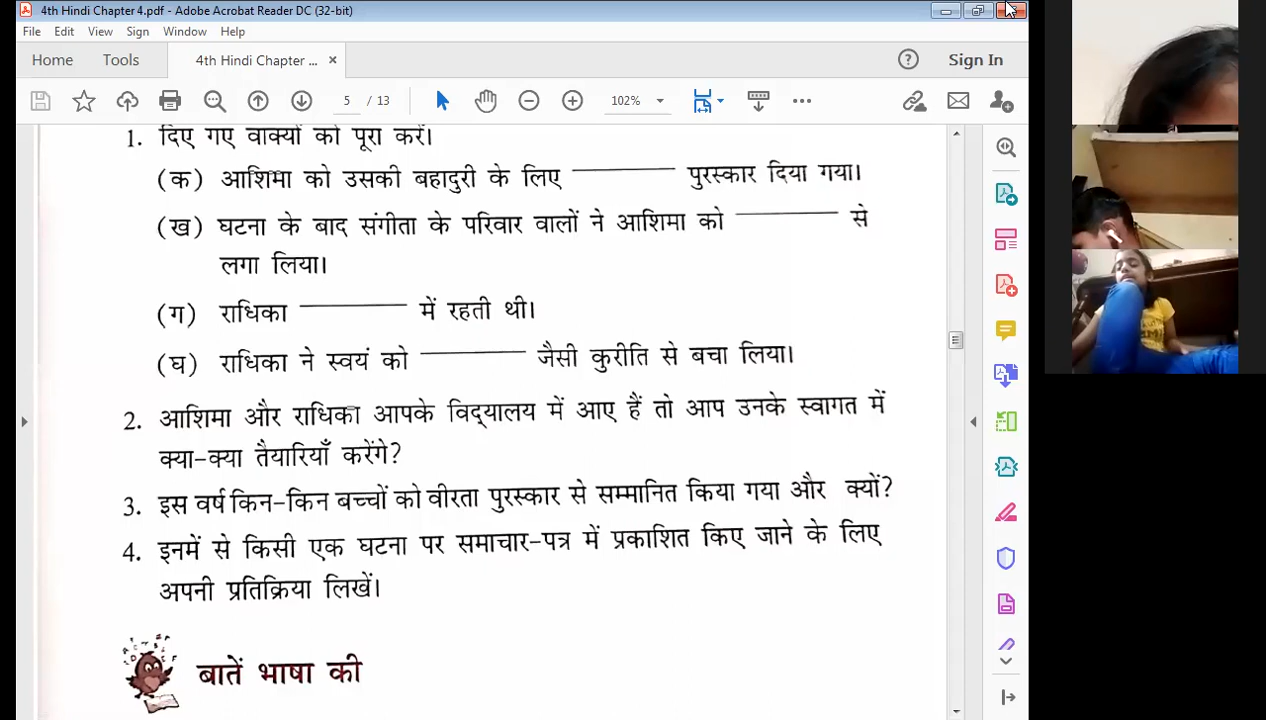 4th Hindi Chapter 4.pdf - Adobe Acrobat Reader DC (32-bit)
File Edit View Sign Window Help
Home Tools 4th Hindi Chapter ... × ? Sign In
5 / 13 102%
1. दिए गए वाक्यों को पूरा करें।
(क) आशिमा को उसकी बहादुरी के लिए ________ पुरस्कार दिया गया।
(ख) घटना के बाद संगीता के परिवार वालों ने आशिमा को ________ से
लगा लिया।
(ग) राधिका ________ में रहती थी।
(घ) राधिका ने स्वयं को ________ जैसी कुरीति से बचा लिया।
2. आशिमा और राधिका आपके विद्यालय में आए हैं तो आप उनके स्वागत में
क्या-क्या तैयारियाँ करेंगे?
3. इस वर्ष किन-किन बच्चों को वीरता पुरस्कार से सम्मानित किया गया और क्यों?
4. इनमें से किसी एक घटना पर समाचार-पत्र में प्रकाशित किए जाने के लिए
अपनी प्रतिक्रिया लिखें।
बातें भाषा की